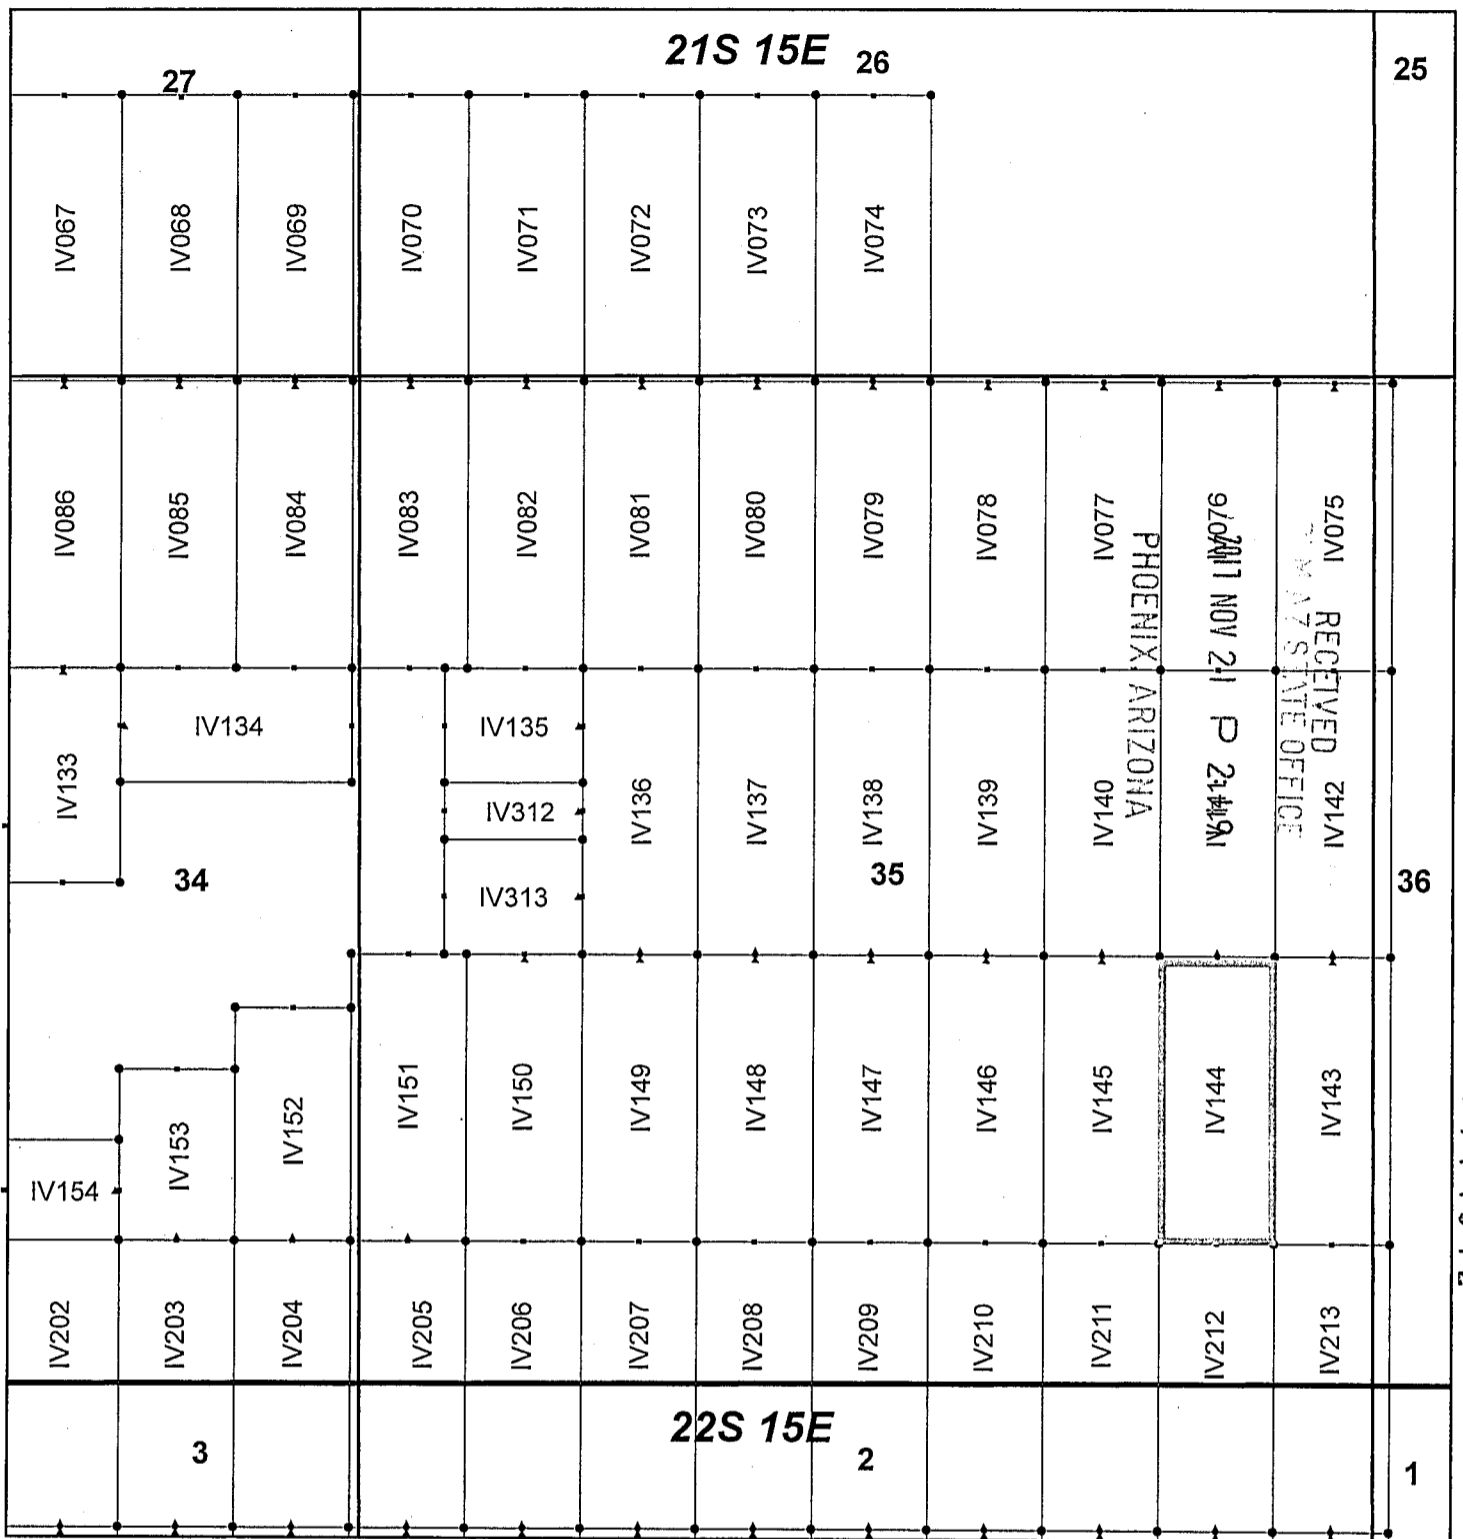 21S 15E
27 26 25
IV067 IV068 IV069 IV070 IV071 IV072 IV073 IV074
IV086 IV085 IV084 IV083 IV082 IV081 IV080 IV079 IV078 IV077 IV076 IV075
RECEIVED
AZ STATE OFFICE
NOV 21 P 2:
PHOENIX, ARIZONA
IV133 IV134 IV135 IV136 IV137 IV138 IV139 IV140 IV142
IV312
IV313
34 35 36
IV154 IV153 IV152 IV151 IV150 IV149 IV148 IV147 IV146 IV145 IV144 IV143
IV202 IV203 IV204 IV205 IV206 IV207 IV208 IV209 IV210 IV211 IV212 IV213
22S 15E
3 2 1